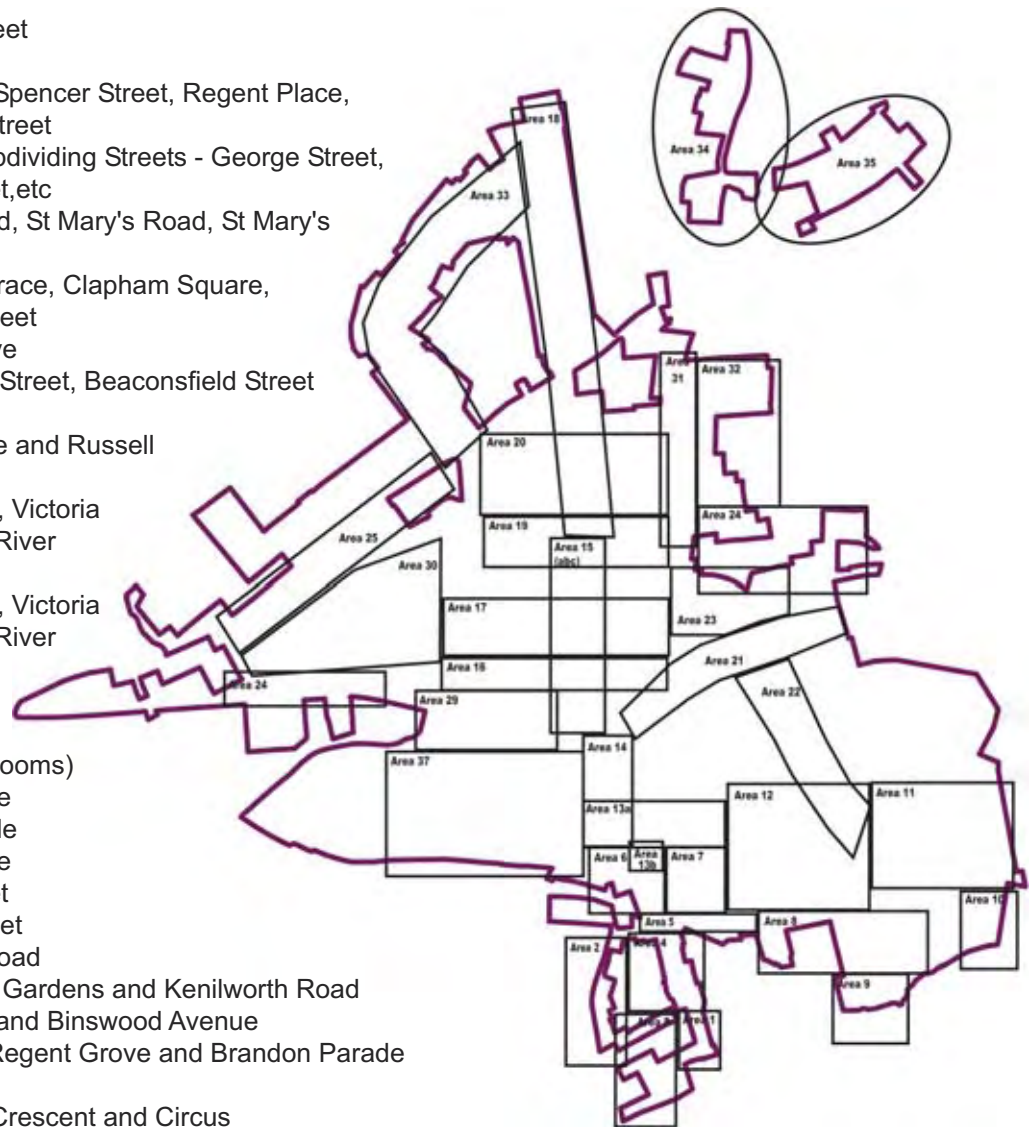 eet
Spencer Street, Regent Place,
treet
bdividing Streets - George Street,
t,etc
d, St Mary's Road, St Mary's
race, Clapham Square,
eet
ve
Street, Beaconsfield Street
e and Russell
, Victoria
River
, Victoria
River
ooms)
e
le
e
t
et
oad
Gardens and Kenilworth Road
and Binswood Avenue
Regent Grove and Brandon Parade
Crescent and Circus
Area 18
Area 34
Area 35
Area 33
Area
31
Area 32
Area 20
Area 19
Area 24
Area 25
Area 15
(abc)
Area 30
Area 17
Area 23
Area 16
Area 21
Area 24
Area 22
Area 29
Area 14
Area 37
Area 13a
Area 12
Area 11
Area 6
Area
13b
Area 7
Area 10
Area 5
Area 8
Area 2
Area 4
Area 9
Area
Area 1